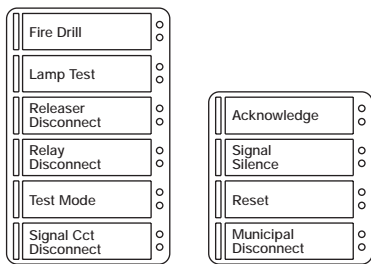 Fire Drill
Lamp Test
Releaser
Disconnect
Relay
Disconnect
Test Mode
Signal Cct
Disconnect
Acknowledge
Signal
Silence
Reset
Municipal
Disconnect